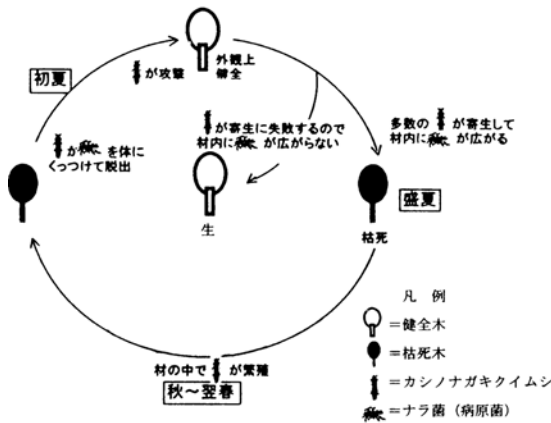 初夏
が攻撃
外観上
健全
が寄生に失敗するので
材内に が広がらない
多数の が寄生して
材内に が広がる
が を体に
くっつけて脱出
生
盛夏
枯死
材の中で が繁殖
秋～翌春
凡 例
＝健全木
＝枯死木
＝カシノナガキクイムシ
＝ナラ菌（病原菌）